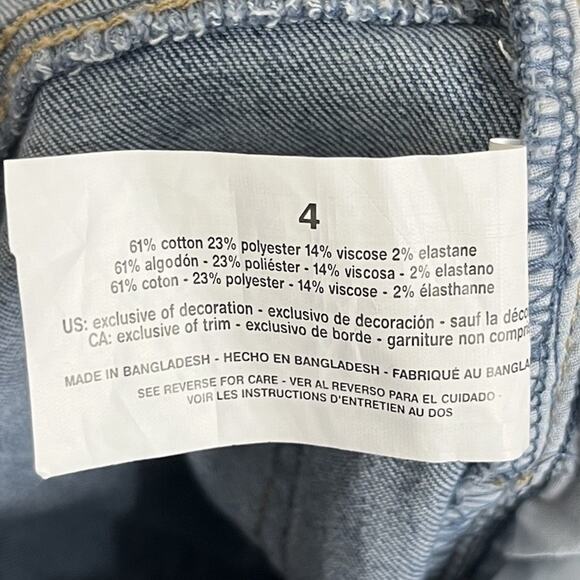 4
61% cotton 23% polyester 14% viscose 2% elastane
61% algodón - 23% poliéster - 14% viscosa - 2% elastano
61% coton - 23% polyester - 14% viscose - 2% élasthanne
US: exclusive of decoration - exclusivo de decoración - sauf la déco
CA: exclusive of trim - exclusivo de borde - garniture non compri
MADE IN BANGLADESH - HECHO EN BANGLADESH - FABRIQUÉ AU BANGLA
SEE REVERSE FOR CARE - VER AL REVERSO PARA EL CUIDADO -
VOIR LES INSTRUCTIONS D'ENTRETIEN AU DOS